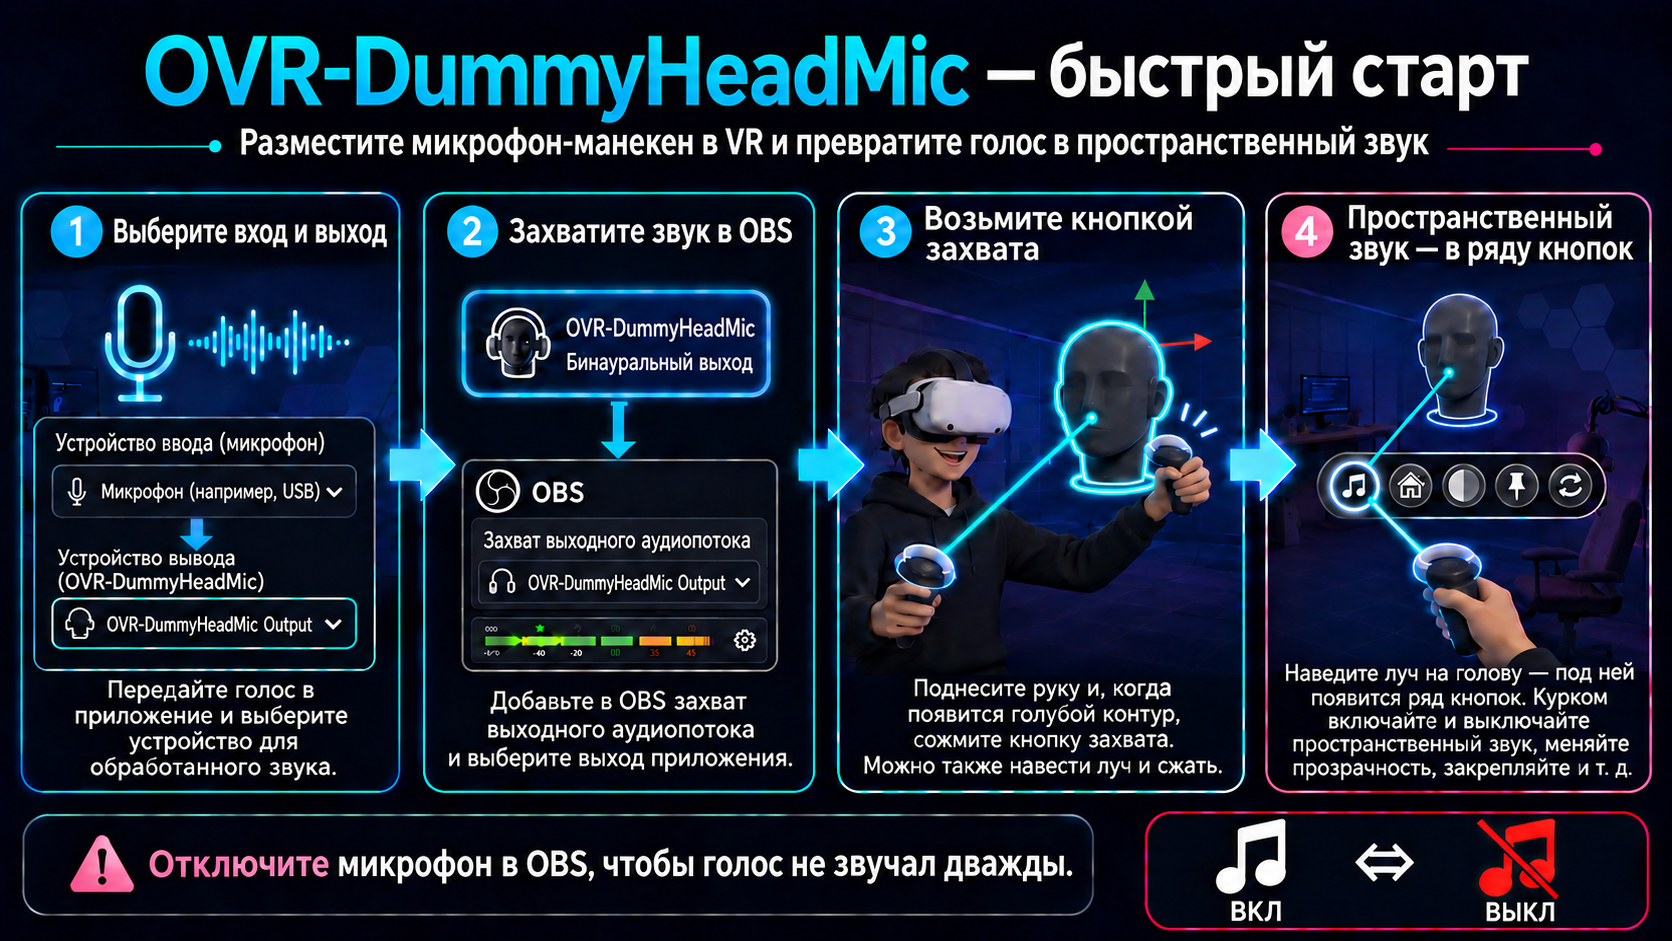 OVR-DummyHeadMic — быстрый старт
Разместите микрофон-манекен в VR и превратите голос в пространственный звук
1 Выберите вход и выход
Устройство ввода (микрофон)
Микрофон (например, USB)
Устройство вывода
(OVR-DummyHeadMic)
OVR-DummyHeadMic Output
Передайте голос в
приложение и выберите
устройство для
обработанного звука.
2 Захватите звук в OBS
OVR-DummyHeadMic
Бинауральный выход
OBS
Захват выходного аудиопотока
OVR-DummyHeadMic Output
-40 -20 35 45
Добавьте в OBS захват
выходного аудиопотока
и выберите выход приложения.
3 Возьмите кнопкой
захвата
Поднесите руку и, когда
появится голубой контур,
сожмите кнопку захвата.
Можно также навести луч и сжать.
4 Пространственный
звук — в ряду кнопок
Наведите луч на голову — под ней
появится ряд кнопок. Курком
включайте и выключайте
пространственный звук, меняйте
прозрачность, закрепляйте и т. д.
Отключите микрофон в OBS, чтобы голос не звучал дважды.
ВКЛ
ВЫКЛ